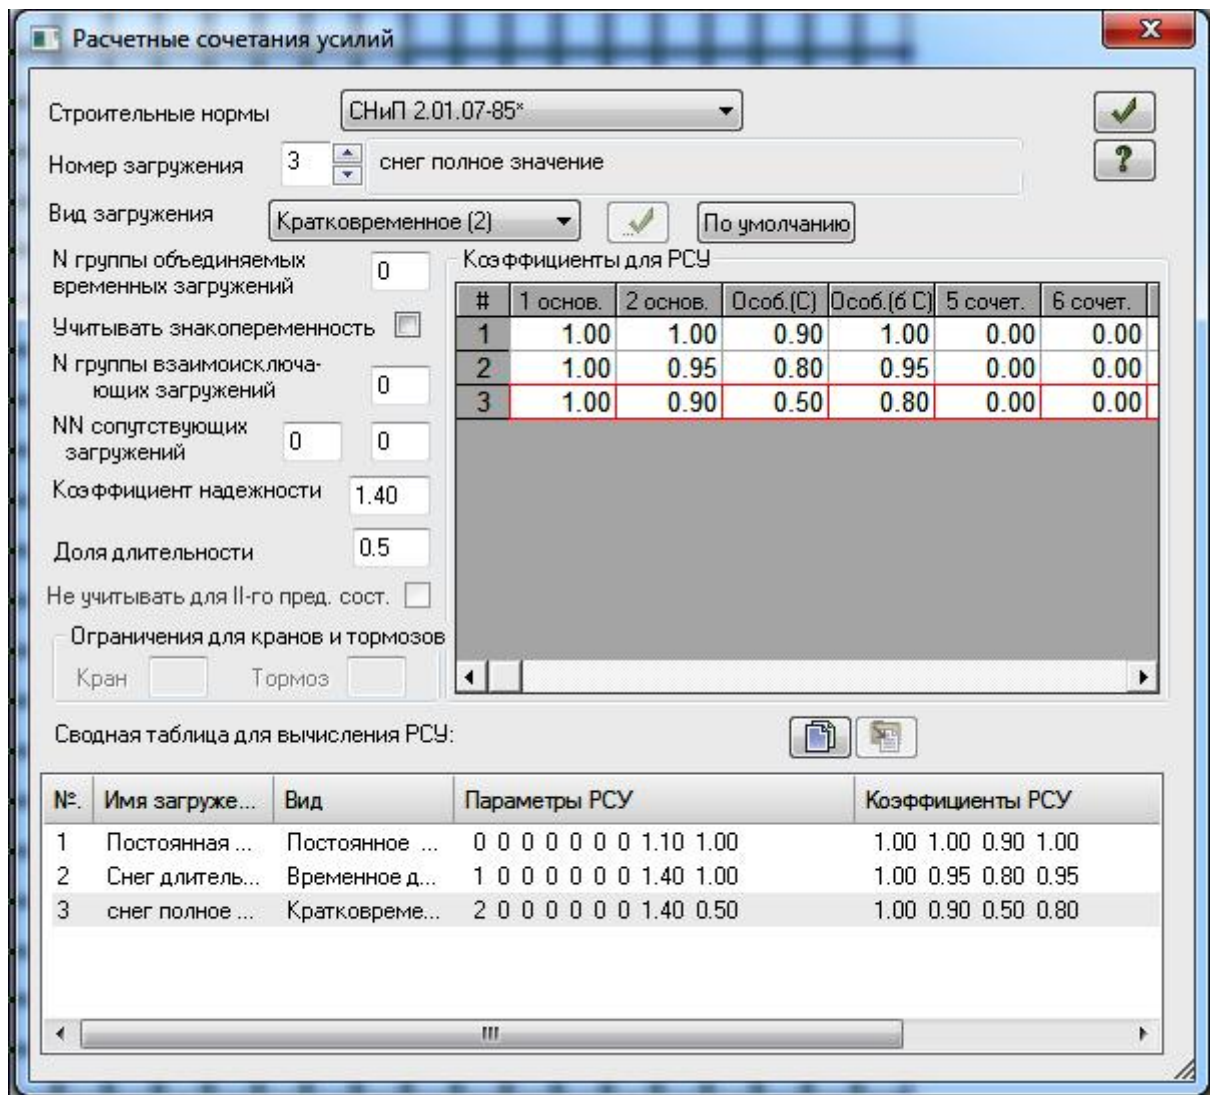 Расчетные сочетания усилий
Строительные нормы СНиП 2.01.07-85*
Номер загружения 3 снег полное значение
Вид загружения Кратковременное (2) По умолчанию
N группы объединяемых
временных загружений 0
Учитывать знакопеременность
N группы взаимоисключа-
ющих загружений 0
NN сопутствующих
загружений 0 0
Коэффициент надежности 1.40
Доля длительности 0.5
Не учитывать для II-го пред. сост.
Ограничения для кранов и тормозов
Кран Тормоз
Коэффициенты для РСУ
# 1 основ. 2 основ. Особ.(С) Особ.(б С) 5 сочет. 6 сочет.
1 1.00 1.00 0.90 1.00 0.00 0.00
2 1.00 0.95 0.80 0.95 0.00 0.00
3 1.00 0.90 0.50 0.80 0.00 0.00
Сводная таблица для вычисления РСУ:
№. Имя загруже... Вид Параметры РСУ Коэффициенты РСУ
1 Постоянная ... Постоянное ... 0 0 0 0 0 0 0 1.10 1.00 1.00 1.00 0.90 1.00
2 Снег длитель... Временное д... 1 0 0 0 0 0 0 1.40 1.00 1.00 0.95 0.80 0.95
3 снег полное ... Кратковреме... 2 0 0 0 0 0 0 1.40 0.50 1.00 0.90 0.50 0.80